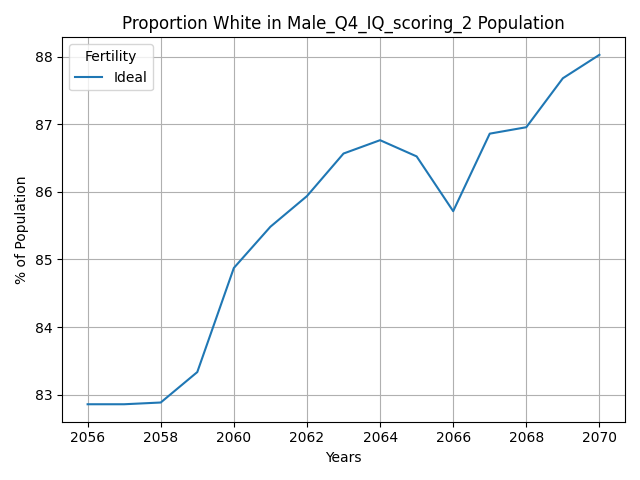 Proportion White in Male_Q4_IQ_scoring_2 Population
Fertility
Ideal
% of Population
88
87
86
85
84
83
2056 2058 2060 2062 2064 2066 2068 2070
Years